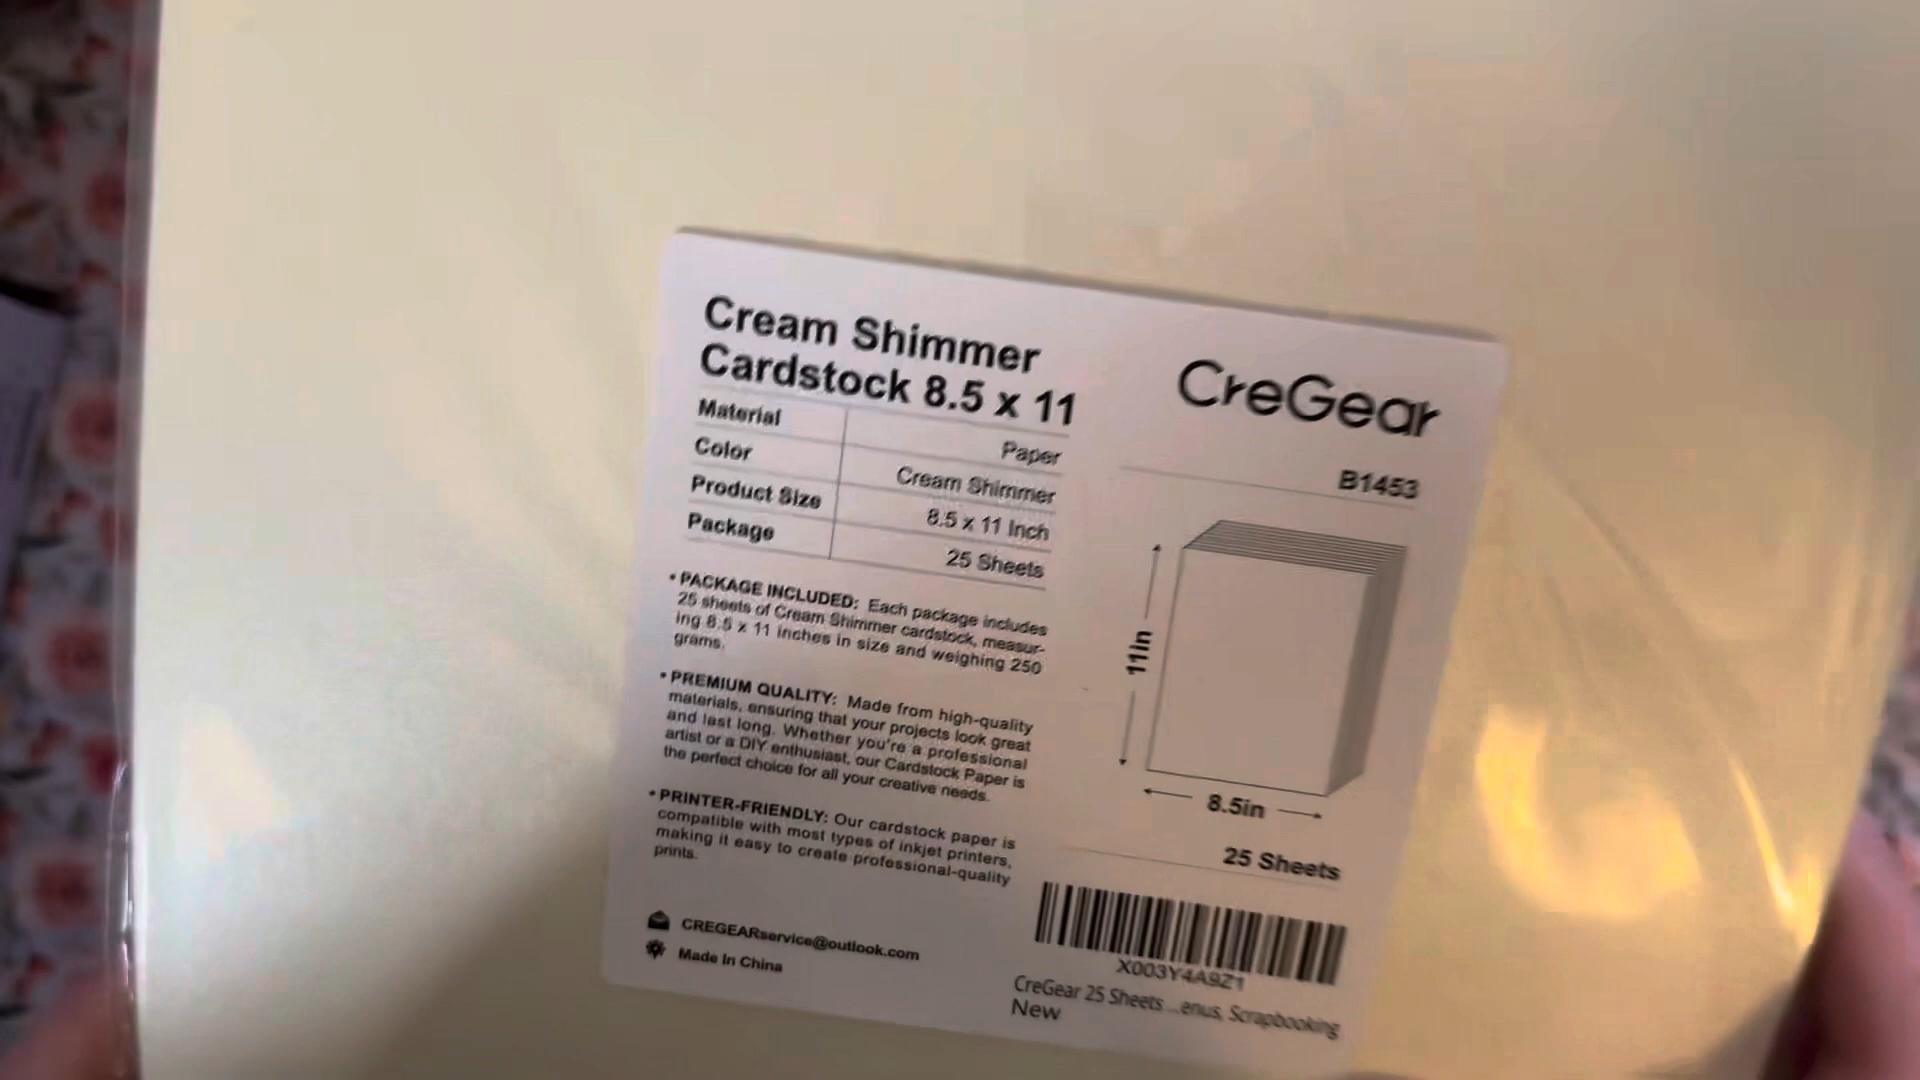 Cream Shimmer
Cardstock 8.5 x 11
Material Paper
Color Cream Shimmer
Product Size 8.5 x 11 Inch
Package 25 Sheets
• PACKAGE INCLUDED: Each package includes
25 sheets of Cream Shimmer cardstock, measur-
ing 8.5 x 11 inches in size and weighing 250
grams.
• PREMIUM QUALITY: Made from high-quality
materials, ensuring that your projects look great
and last long. Whether you're a professional
artist or a DIY enthusiast, our Cardstock Paper is
the perfect choice for all your creative needs.
• PRINTER-FRIENDLY: Our cardstock paper is
compatible with most types of inkjet printers,
making it easy to create professional-quality
prints.
CREGEARservice@outlook.com
Made In China
CreGear
B1453
11in
8.5in
25 Sheets
X003Y4A9Z1
CreGear 25 Sheets ...enus, Scrapbooking
New